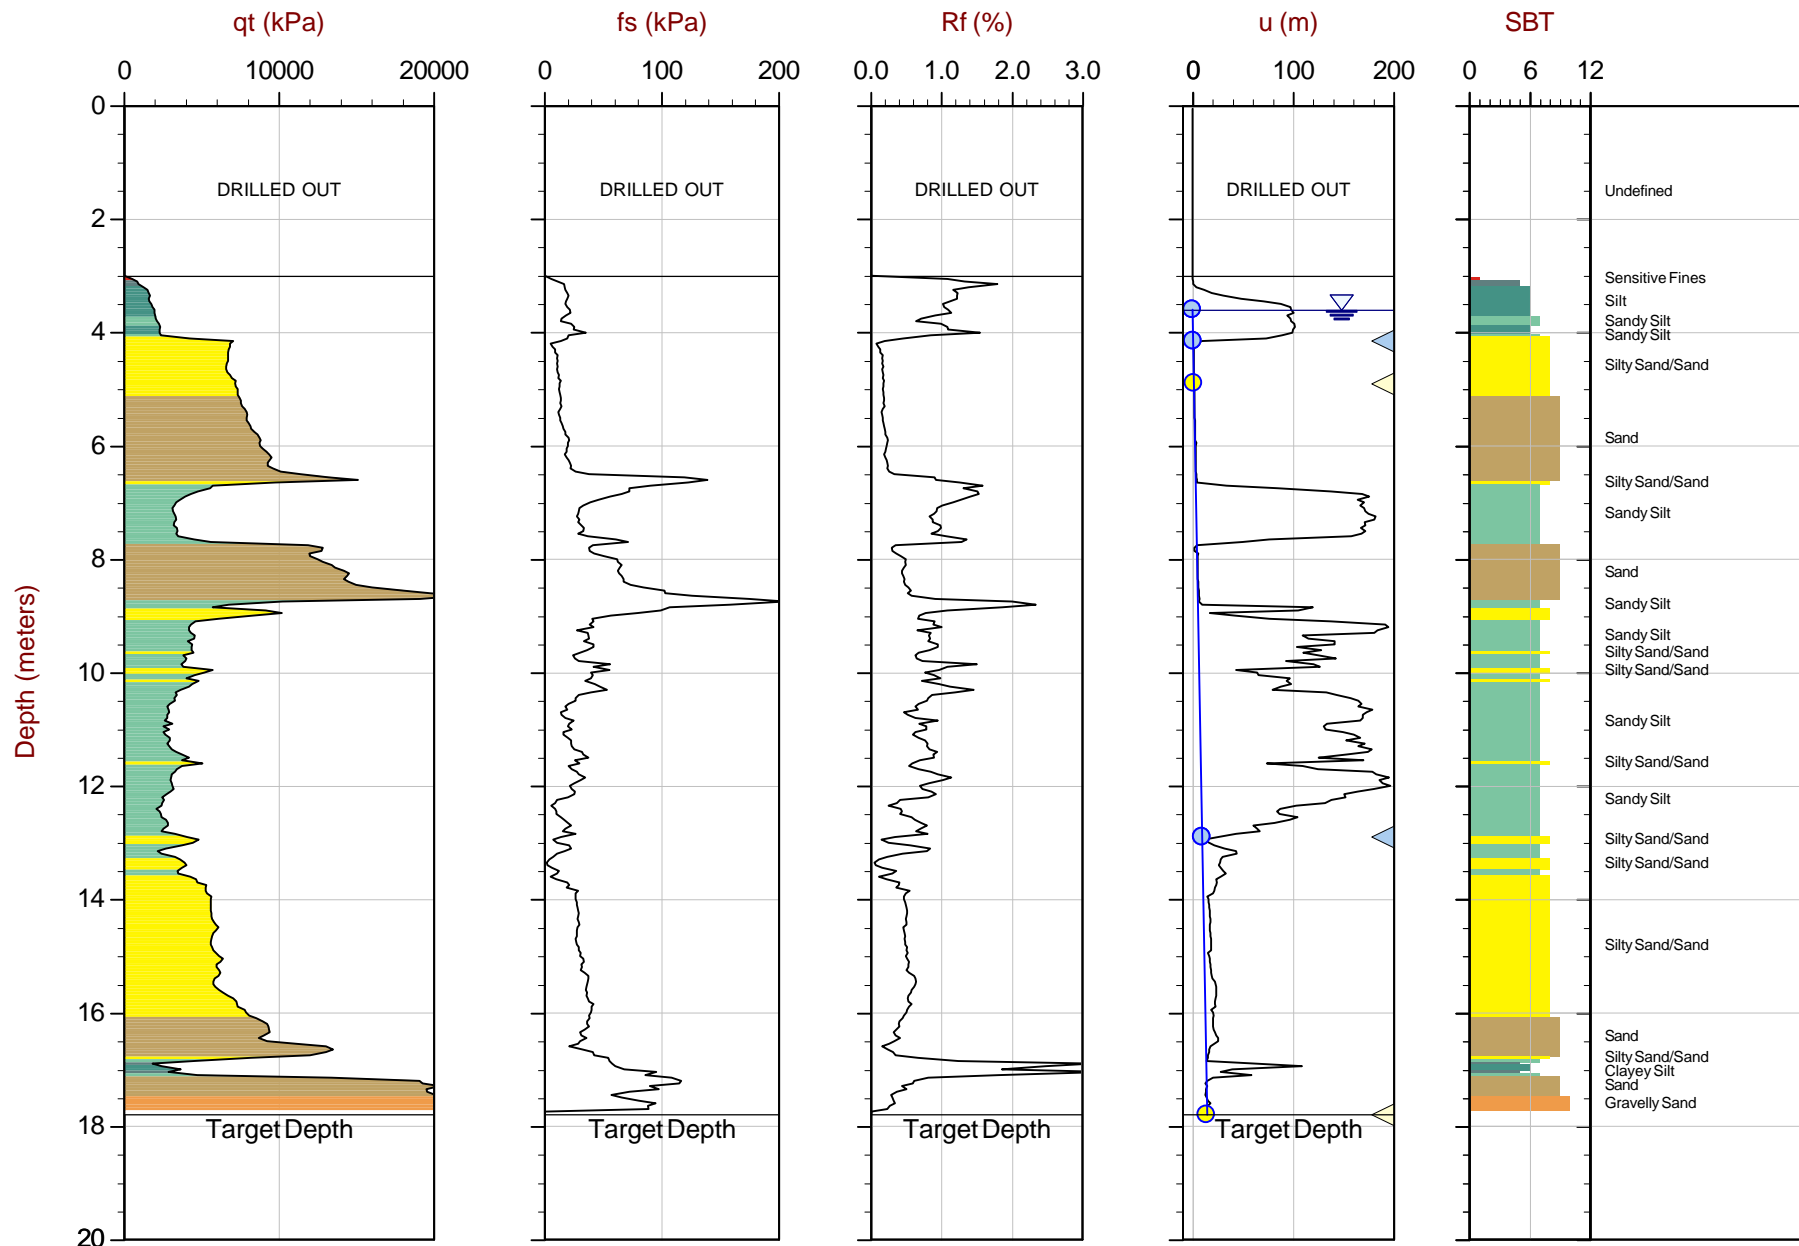 qt (kPa) fs (kPa) Rf (%) u (m) SBT
0 10000 20000 0 100 200 0.0 1.0 2.0 3.0 0 100 200 0 6 12
0
DRILLED OUT DRILLED OUT DRILLED OUT DRILLED OUT Undefined
2
Sensitive Fines
Silt
Sandy Silt
4 Sandy Silt
Silty Sand/Sand
6 Sand
Silty Sand/Sand
Sandy Silt
8 Sand
Sandy Silt
Sandy Silt
Silty Sand/Sand
10 Silty Sand/Sand
Depth (meters)
Sandy Silt
Silty Sand/Sand
12 Sandy Silt
Silty Sand/Sand
Silty Sand/Sand
14
Silty Sand/Sand
16 Sand
Silty Sand/Sand
Clayey Silt
Sand
Gravelly Sand
18 Target Depth Target Depth Target Depth Target Depth
20